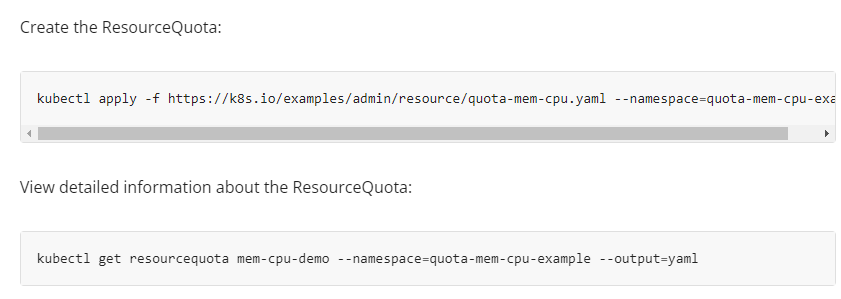 Create the ResourceQuota:
kubectl apply -f https://k8s.io/examples/admin/resource/quota-mem-cpu.yaml --namespace=quota-mem-cpu-exa
View detailed information about the ResourceQuota:
kubectl get resourcequota mem-cpu-demo --namespace=quota-mem-cpu-example --output=yaml